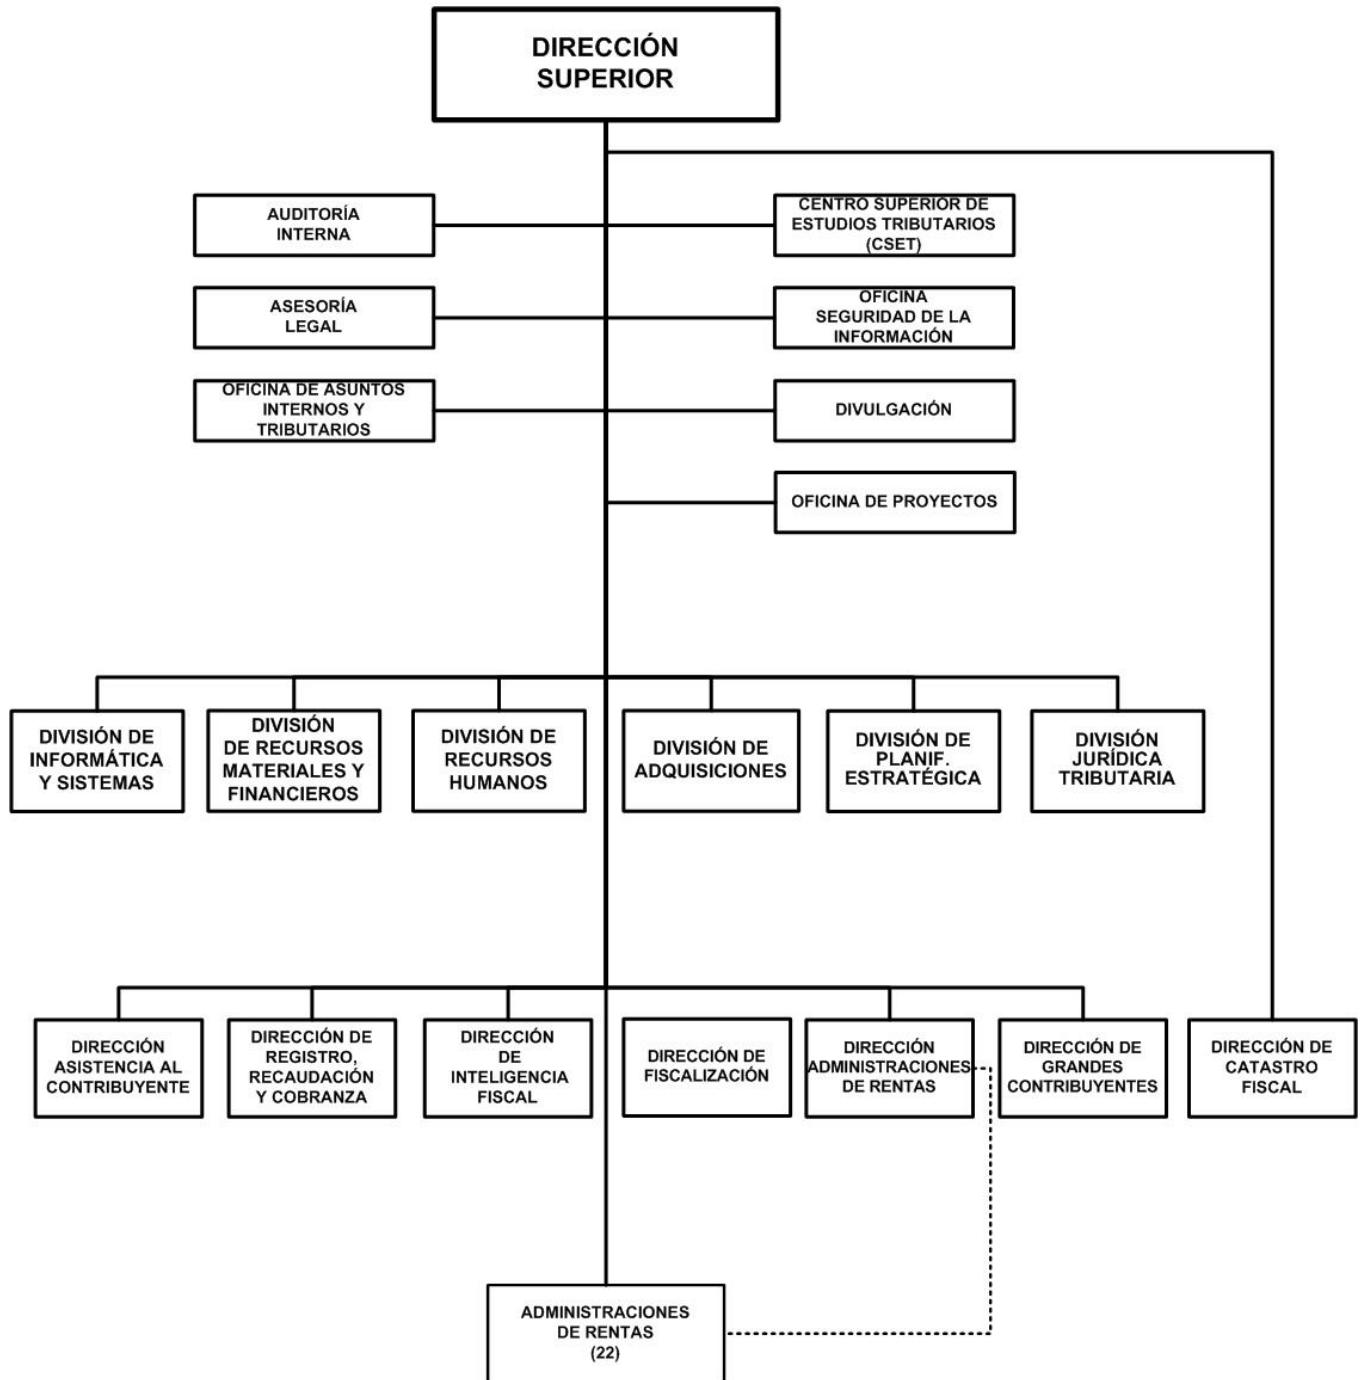 DIRECCIÓN
SUPERIOR
AUDITORÍA
INTERNA
CENTRO SUPERIOR DE
ESTUDIOS TRIBUTARIOS
(CSET)
ASESORÍA
LEGAL
OFICINA
SEGURIDAD DE LA
INFORMACIÓN
OFICINA DE ASUNTOS
INTERNOS Y
TRIBUTARIOS
DIVULGACIÓN
OFICINA DE PROYECTOS
DIVISIÓN DE
INFORMÁTICA
Y SISTEMAS
DIVISIÓN
DE RECURSOS
MATERIALES Y
FINANCIEROS
DIVISIÓN DE
RECURSOS
HUMANOS
DIVISIÓN DE
ADQUISICIONES
DIVISIÓN DE
PLANIF.
ESTRATÉGICA
DIVISIÓN
JURÍDICA
TRIBUTARIA
DIRECCIÓN
ASISTENCIA AL
CONTRIBUYENTE
DIRECCIÓN DE
REGISTRO,
RECAUDACIÓN
Y COBRANZA
DIRECCIÓN
DE
INTELIGENCIA
FISCAL
DIRECCIÓN DE
FISCALIZACIÓN
DIRECCIÓN
ADMINISTRACIONES
DE RENTAS
DIRECCIÓN DE
GRANDES
CONTRIBUYENTES
DIRECCIÓN DE
CATASTRO
FISCAL
ADMINISTRACIONES
DE RENTAS
(22)